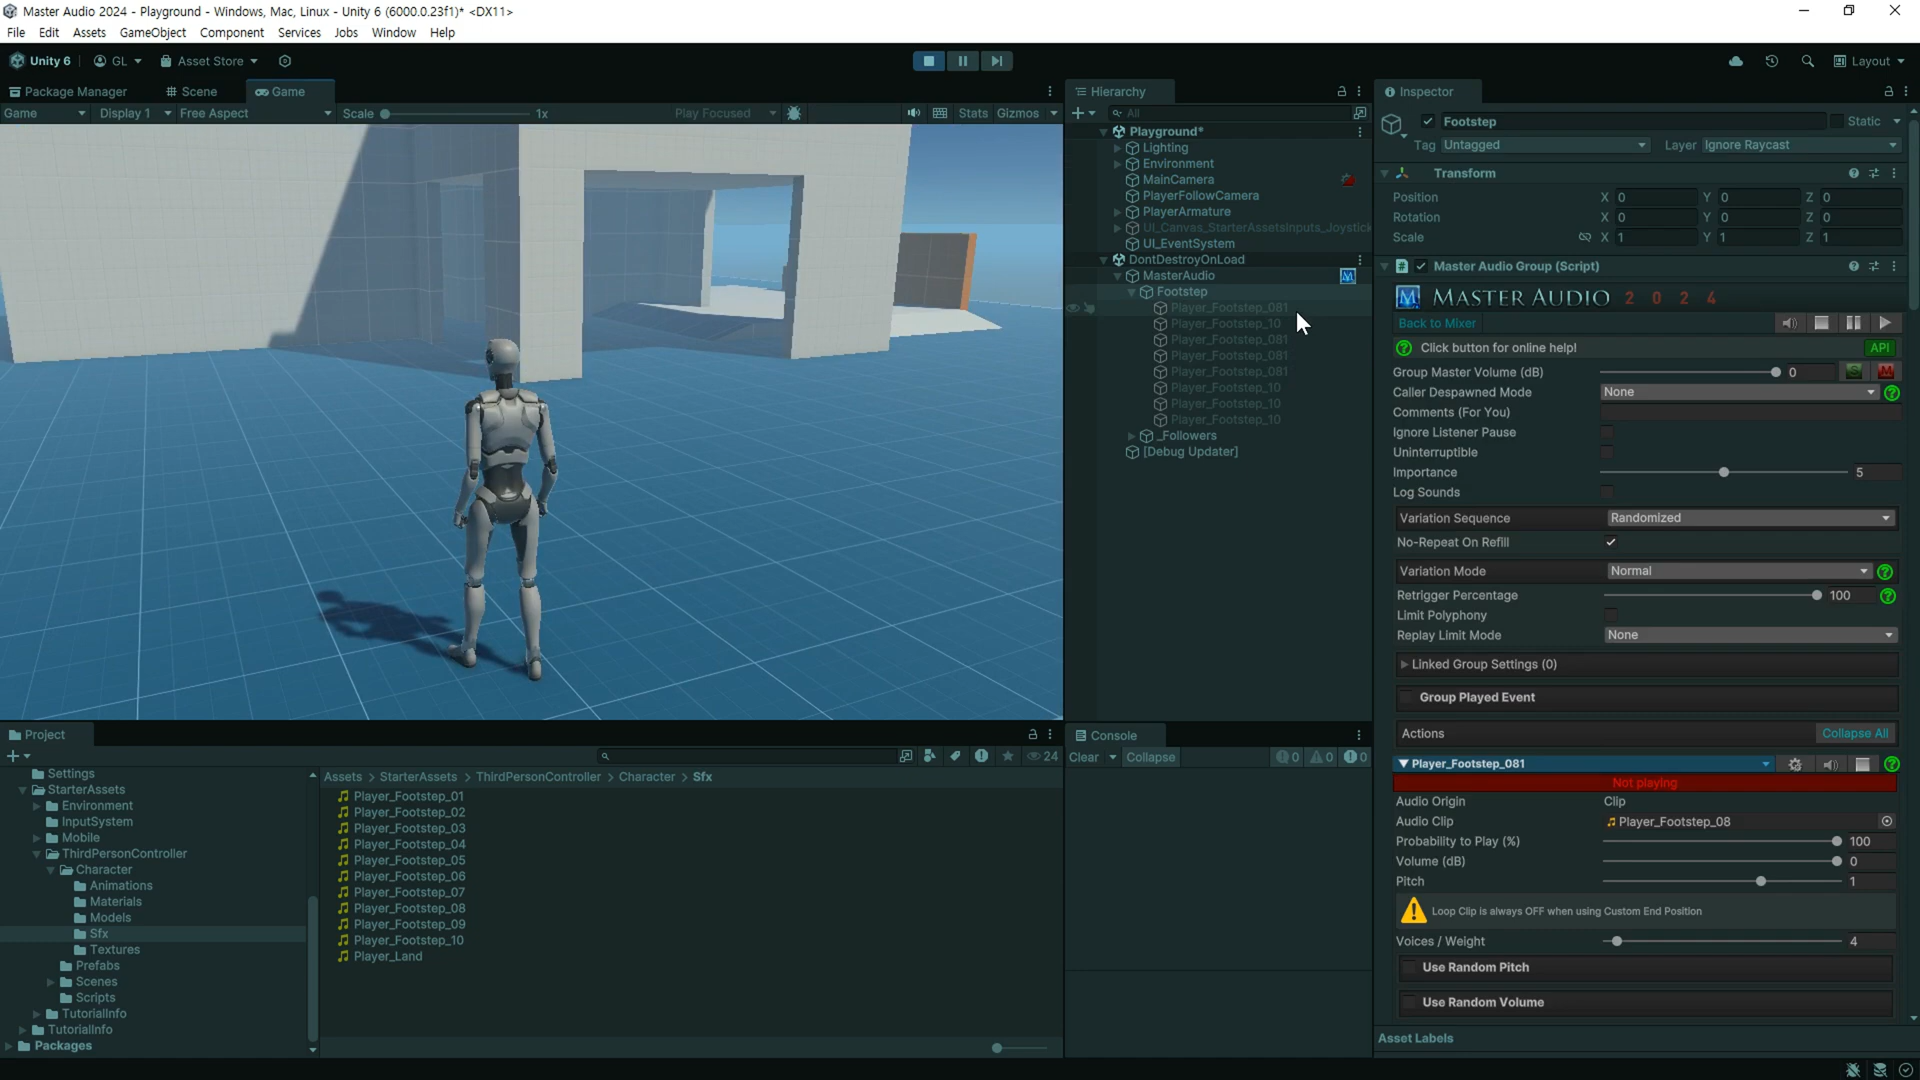 Master Audio 2024 - Playground - Windows, Mac, Linux - Unity 6 (6000.0.23f1)* <DX11>
File Edit Assets GameObject Component Services Jobs Window Help
Unity 6 GL Asset Store Layout
Package Manager Scene Game
Game Display 1 Free Aspect Scale 1x Play Focused Stats Gizmos
Hierarchy
All
Playground*
Lighting
Environment
MainCamera
PlayerFollowCamera
PlayerArmature
UI_Canvas_StarterAssetsInputs_Joystick
UI_EventSystem
DontDestroyOnLoad
MasterAudio
Footstep
Player_Footstep_081
Player_Footstep_10
Player_Footstep_081
Player_Footstep_081
Player_Footstep_081
Player_Footstep_10
Player_Footstep_10
Player_Footstep_10
_Followers
[Debug Updater]
Inspector
Footstep Static
Tag Untagged Layer Ignore Raycast
Transform
Position X 0 Y 0 Z 0
Rotation X 0 Y 0 Z 0
Scale X 1 Y 1 Z 1
Master Audio Group (Script)
MASTER AUDIO 2 0 2 4
Back to Mixer
Click button for online help! API
Group Master Volume (dB) 0 S M
Caller Despawned Mode None
Comments (For You)
Ignore Listener Pause
Uninterruptible
Importance 5
Log Sounds
Variation Sequence Randomized
No-Repeat On Refill
Variation Mode Normal
Retrigger Percentage 100
Limit Polyphony
Replay Limit Mode None
Linked Group Settings (0)
Group Played Event
Actions Collapse All
Player_Footstep_081
Not playing
Audio Origin Clip
Audio Clip Player_Footstep_08
Probability to Play (%) 100
Volume (dB) 0
Pitch 1
Loop Clip is always OFF when using Custom End Position
Voices / Weight 4
Use Random Pitch
Use Random Volume
Asset Labels
Project
24
Settings
StarterAssets
Environment
InputSystem
Mobile
ThirdPersonController
Character
Animations
Materials
Models
Sfx
Textures
Prefabs
Scenes
Scripts
TutorialInfo
TutorialInfo
Packages
Assets > StarterAssets > ThirdPersonController > Character > Sfx
Player_Footstep_01
Player_Footstep_02
Player_Footstep_03
Player_Footstep_04
Player_Footstep_05
Player_Footstep_06
Player_Footstep_07
Player_Footstep_08
Player_Footstep_09
Player_Footstep_10
Player_Land
Console
Clear Collapse 0 0 0